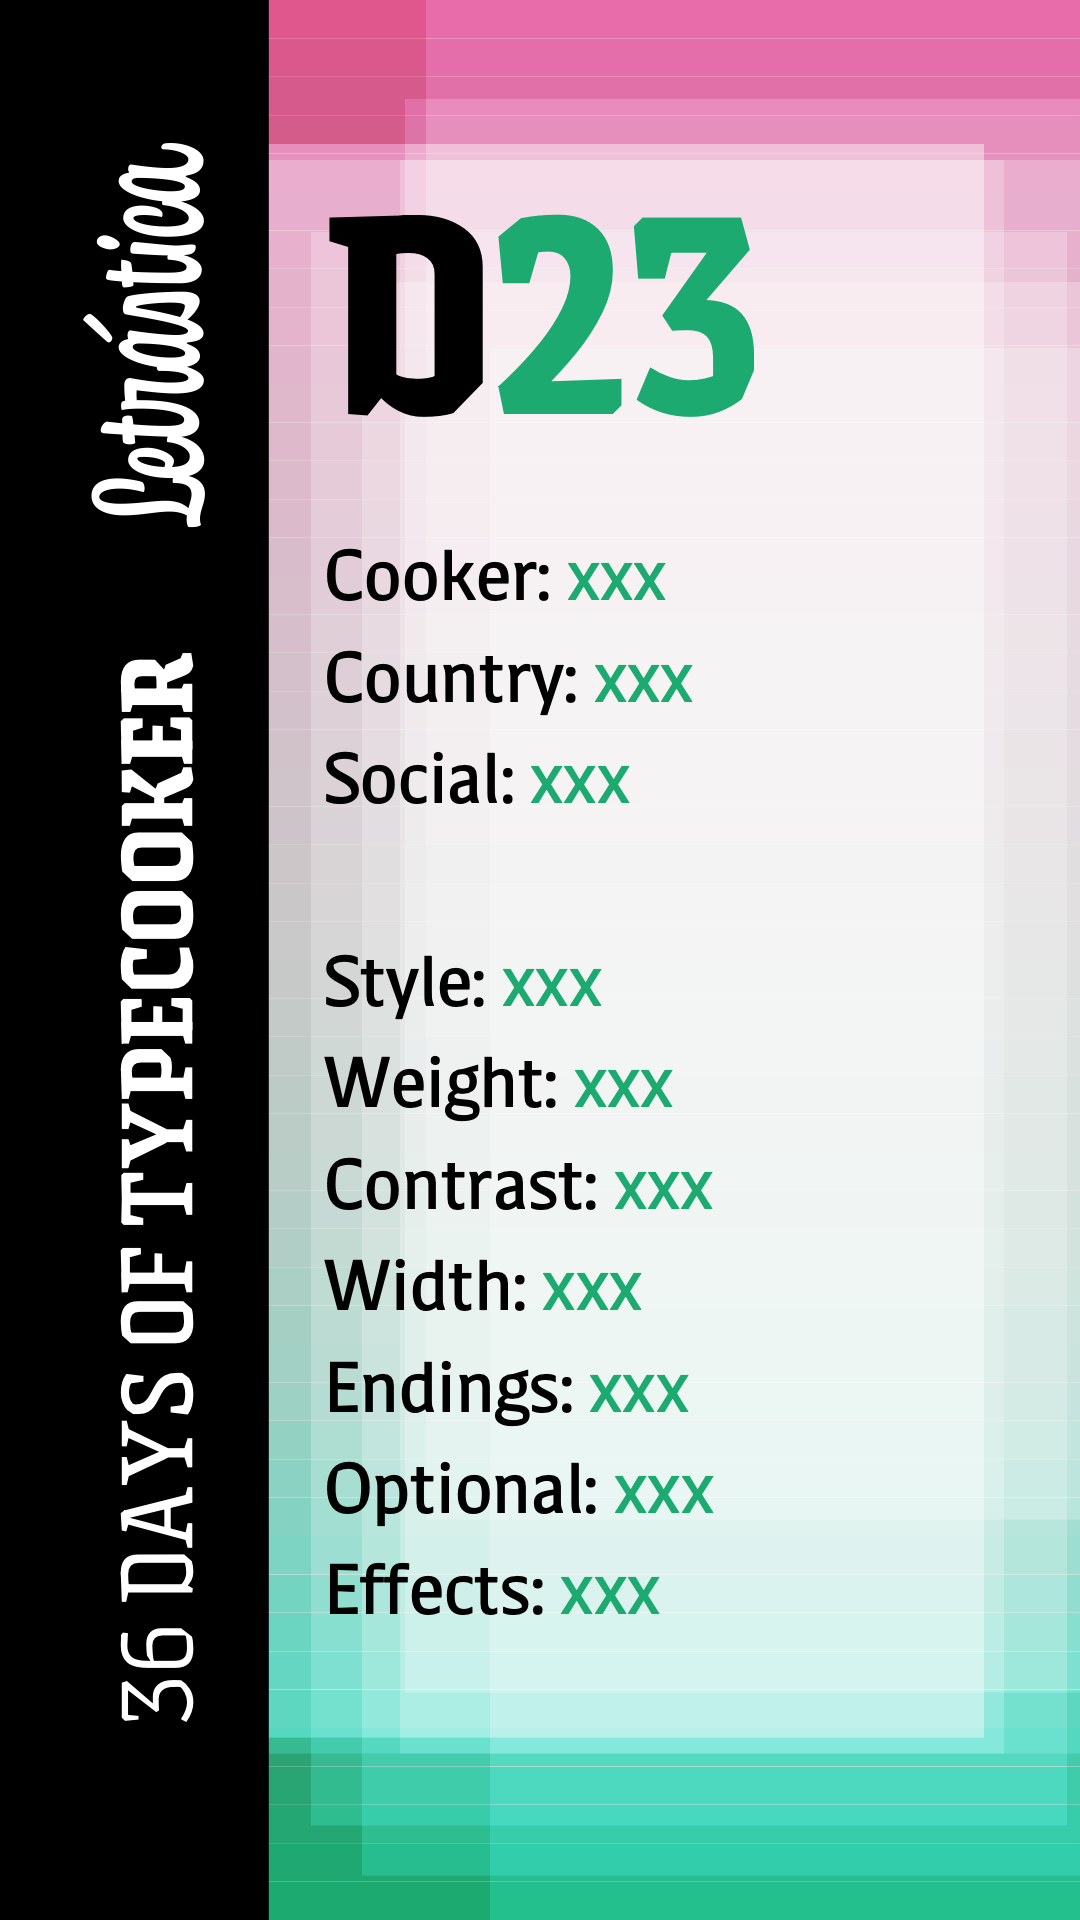 Letrástica
36 DAYS OF TYPECOOKER
D23
Cooker: xxx
Country: xxx
Social: xxx
Style: xxx
Weight: xxx
Contrast: xxx
Width: xxx
Endings: xxx
Optional: xxx
Effects: xxx